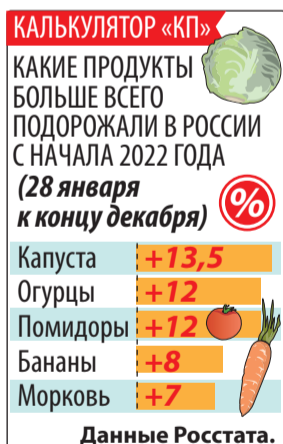 КАЛЬКУЛЯТОР «КП»
КАКИЕ ПРОДУКТЫ
БОЛЬШЕ ВСЕГО
ПОДОРОЖАЛИ В РОССИИ
С НАЧАЛА 2022 ГОДА
(28 января
к концу декабря)
%
Капуста +13,5
Огурцы +12
Помидоры +12
Бананы +8
Морковь +7
Данные Росстата.